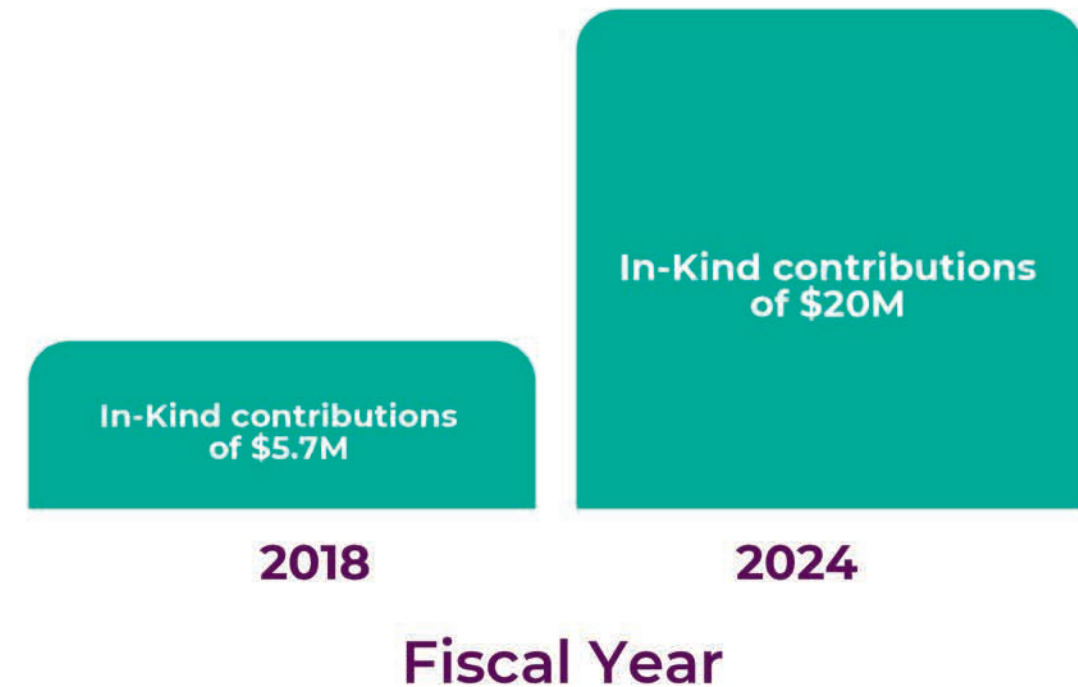 In-Kind contributions
of $20M
In-Kind contributions
of $5.7M
2018
2024
Fiscal Year